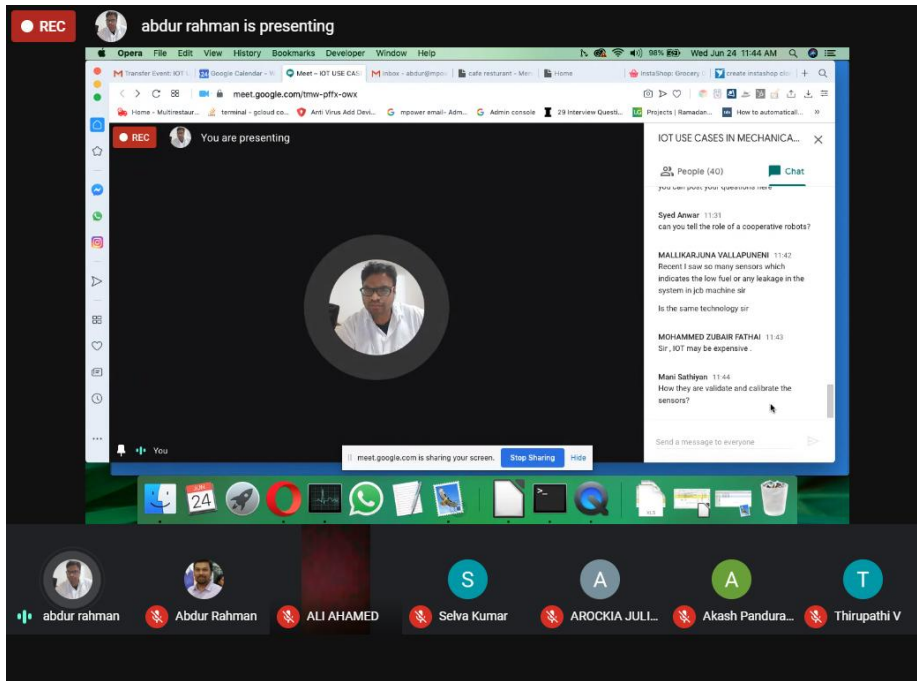 REC
abdur rahman is presenting
Opera File Edit View History Bookmarks Developer Window Help
98% Wed Jun 24 11:44 AM
Transfer Event: IOT
Google Calendar -
Meet – IOT USE CAS
Inbox - abdur@mpo
cafe resturant - Men
Home
instaShop: Grocery
create instashop
meet.google.com/tmw-pffx-owx
Home - Multirestaur...
terminal - gcloud co...
Anti Virus Add Devi...
mpower email- Adm...
Admin console
29 Interview Questi...
Projects | Ramadan...
How to automaticall...
REC
You are presenting
IOT USE CASES IN MECHANICA...
People (40)
Chat
you can post your questions here
Syed Anwar 11:31
can you tell the role of a cooperative robots?
MALLIKARJUNA VALLAPUNENI 11:42
Recent I saw so many sensors which
indicates the low fuel or any leakage in the
system in jcb machine sir
Is the same technology sir
MOHAMMED ZUBAIR FATHAI 11:43
Sir , IOT may be expensive .
Mani Sathiyan 11:44
How they are validate and calibrate the
sensors?
Send a message to everyone
You
meet.google.com is sharing your screen. Stop Sharing Hide
JUN
24
XLS
S
A
A
T
abdur rahman
Abdur Rahman
ALI AHAMED
Selva Kumar
AROCKIA JULI...
Akash Pandura...
Thirupathi V